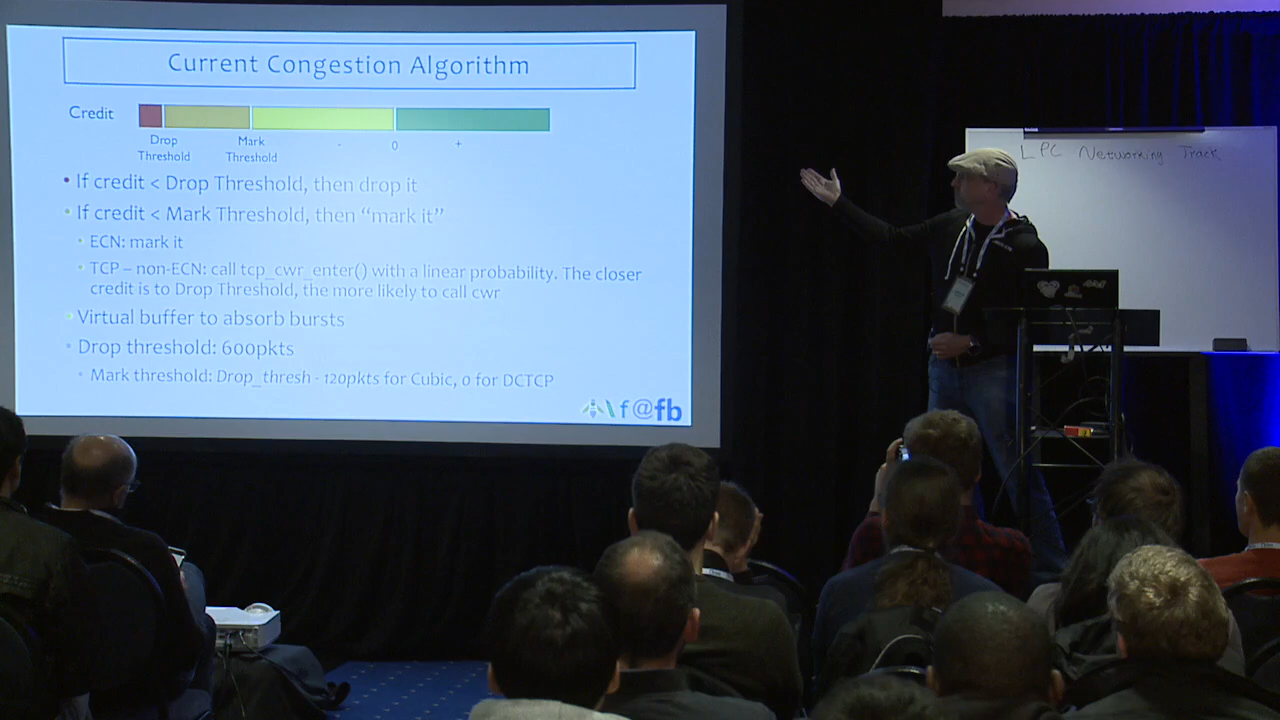 Current Congestion Algorithm
Credit
Drop Threshold
Mark Threshold
-
0
+
• If credit < Drop Threshold, then drop it
• If credit < Mark Threshold, then “mark it”
• ECN: mark it
• TCP – non-ECN: call tcp_cwr_enter() with a linear probability. The closer
credit is to Drop Threshold, the more likely to call cwr
• Virtual buffer to absorb bursts
• Drop threshold: 600pkts
• Mark threshold: Drop_thresh - 120pkts for Cubic, 0 for DCTCP
f@fb
LPC Networking Track